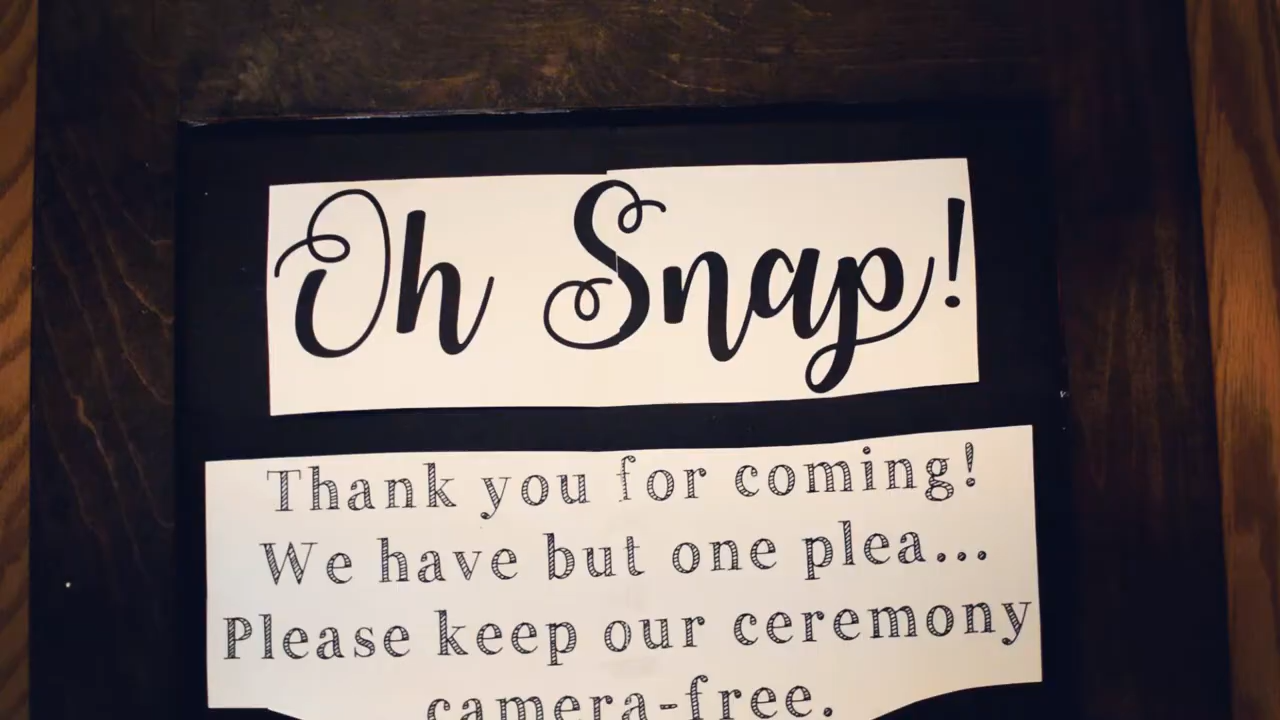 Oh Snap!
Thank you for coming!
We have but one plea...
Please keep our ceremony
camera-free.